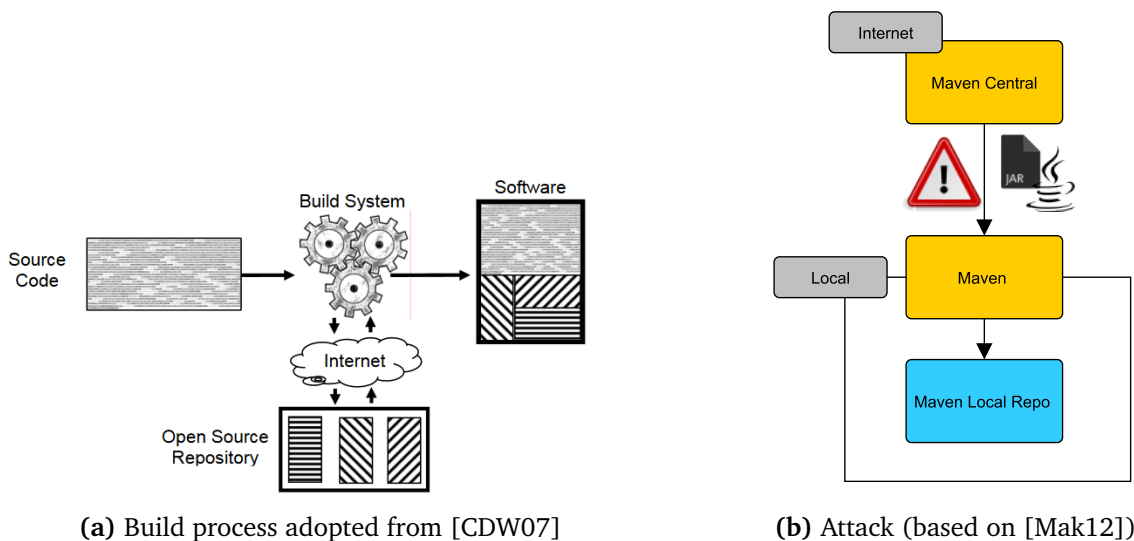 Source
Code
Build System
Software
Internet
Open Source
Repository
(a) Build process adopted from [CDW07]
Internet
Maven Central
!
JAR
Local
Maven
Maven Local Repo
(b) Attack (based on [Mak12])